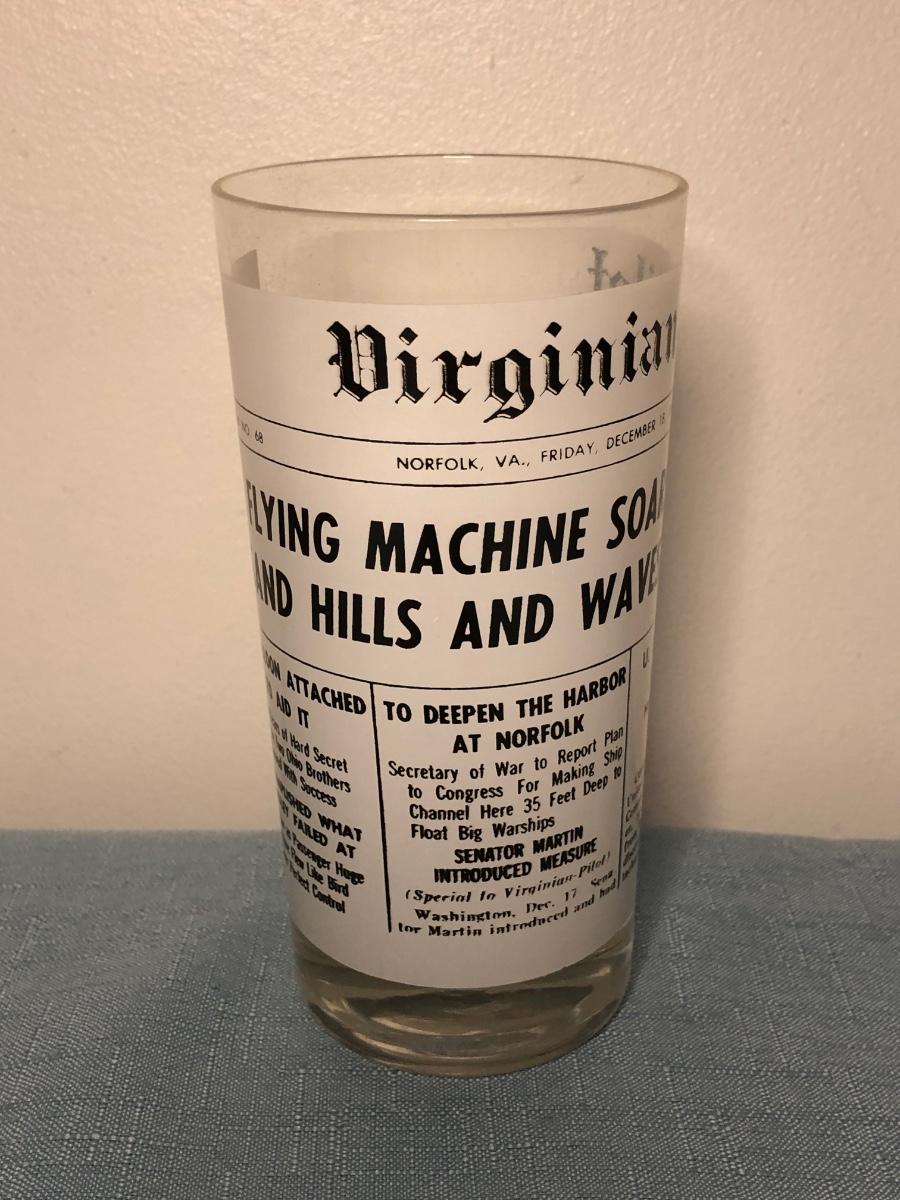 Virginian
NO 68
NORFOLK, VA., FRIDAY, DECEMBER 18
FLYING MACHINE SOA
AND HILLS AND WAVE
ATTACHED
AID IT
of Hard Secret
Ohio Brothers
With Success
WHAT
FAILED AT
Passenger Huge
Flew Like Bird
Perfect Control
TO DEEPEN THE HARBOR
AT NORFOLK
Secretary of War to Report Plan
to Congress For Making Ship
Channel Here 35 Feet Deep to
Float Big Warships
SENATOR MARTIN
INTRODUCED MEASURE
(Special to Virginian-Pilot)
Washington, Dec. 17 Sena
tor Martin introduced and had